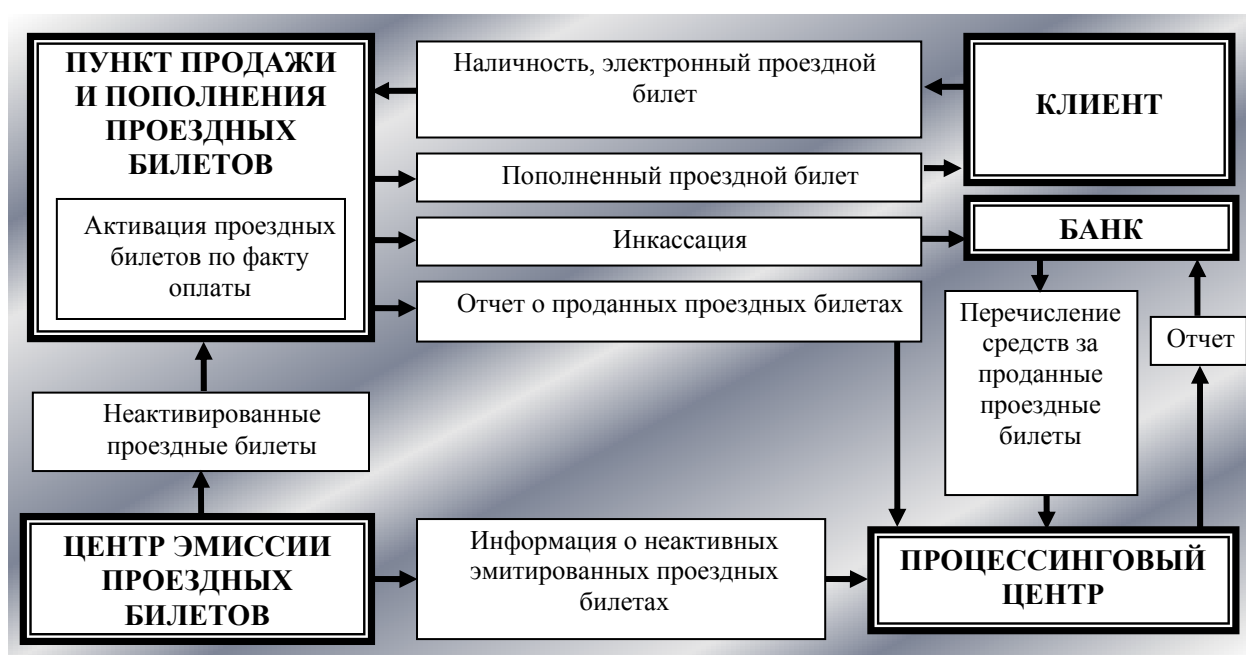 ПУНКТ ПРОДАЖИ
И ПОПОЛНЕНИЯ
ПРОЕЗДНЫХ
БИЛЕТОВ
Активация проездных
билетов по факту
оплаты
Наличность, электронный проездной
билет
КЛИЕНТ
Пополненный проездной билет
Инкассация
БАНК
Отчет о проданных проездных билетах
Перечисление
средств за
проданные
проездные
билеты
Отчет
Неактивированные
проездные билеты
ЦЕНТР ЭМИССИИ
ПРОЕЗДНЫХ
БИЛЕТОВ
Информация о неактивных
эмитированных проездных
билетах
ПРОЦЕССИНГОВЫЙ
ЦЕНТР